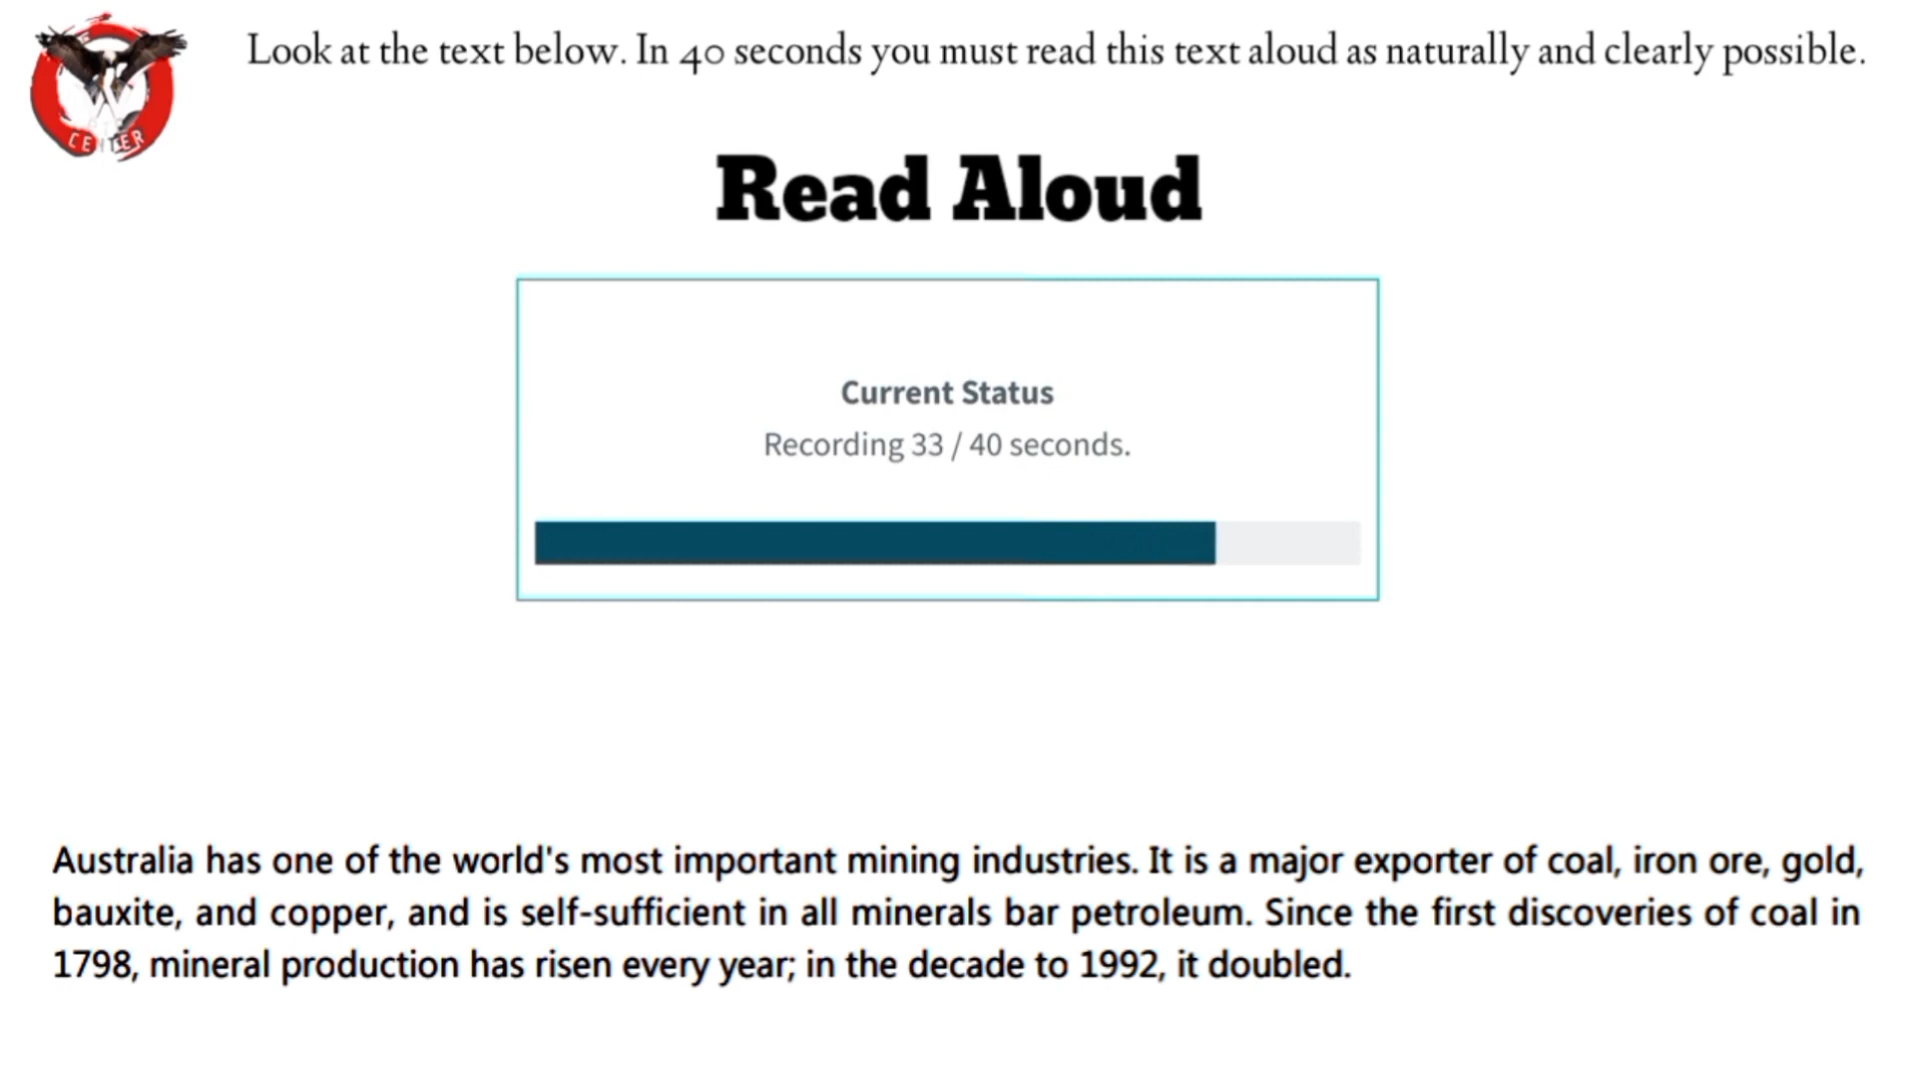 Look at the text below. In 40 seconds you must read this text aloud as naturally and clearly possible.
CENTER
Read Aloud
Current Status
Recording 33 / 40 seconds.
Australia has one of the world's most important mining industries. It is a major exporter of coal, iron ore, gold,
bauxite, and copper, and is self-sufficient in all minerals bar petroleum. Since the first discoveries of coal in
1798, mineral production has risen every year; in the decade to 1992, it doubled.